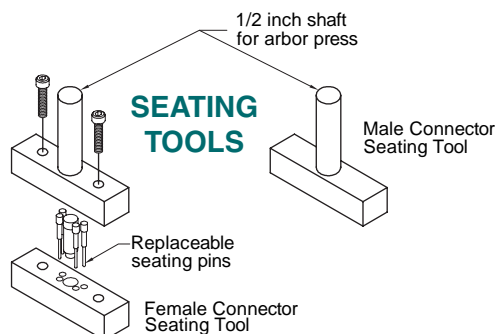 1/2 inch shaft
for arbor press
SEATING
TOOLS
Male Connector
Seating Tool
Replaceable
seating pins
Female Connector
Seating Tool